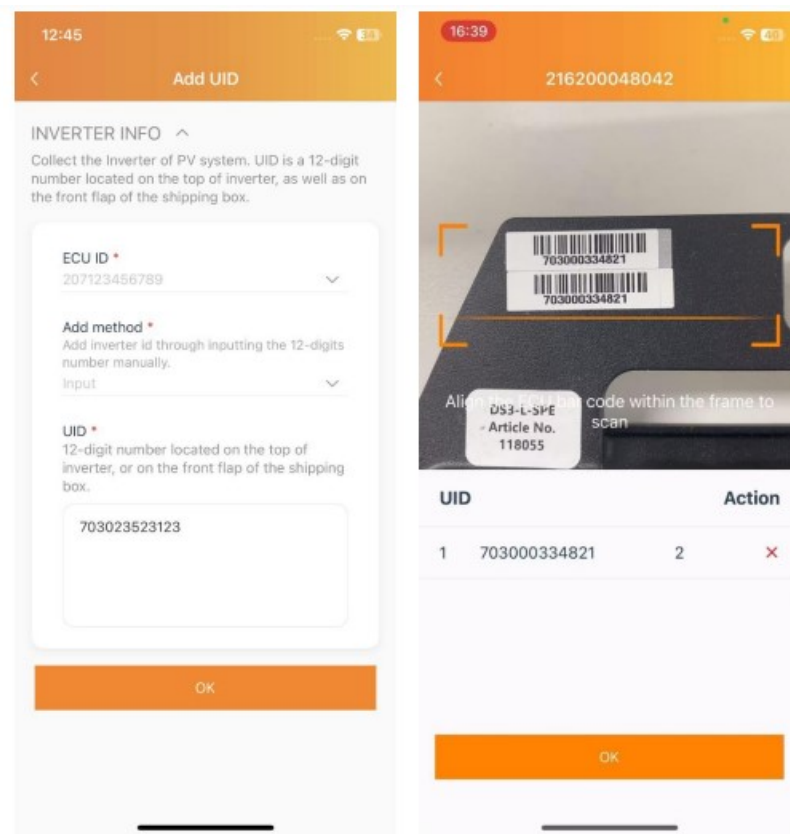 12:45
34
Add UID
INVERTER INFO
Collect the Inverter of PV system. UID is a 12-digit
number located on the top of inverter, as well as on
the front flap of the shipping box.
ECU ID *
207123456789
Add method *
Add inverter id through inputting the 12-digits
number manually.
Input
UID *
12-digit number located on the top of
inverter, or on the front flap of the shipping
box.
703023523123
OK
16:39
40
216200048042
703000334821
703000334821
Align the ECU bar code within the frame to
scan
DS3-L-SPE
Article No.
118055
UID Action
1 703000334821 2 ×
OK